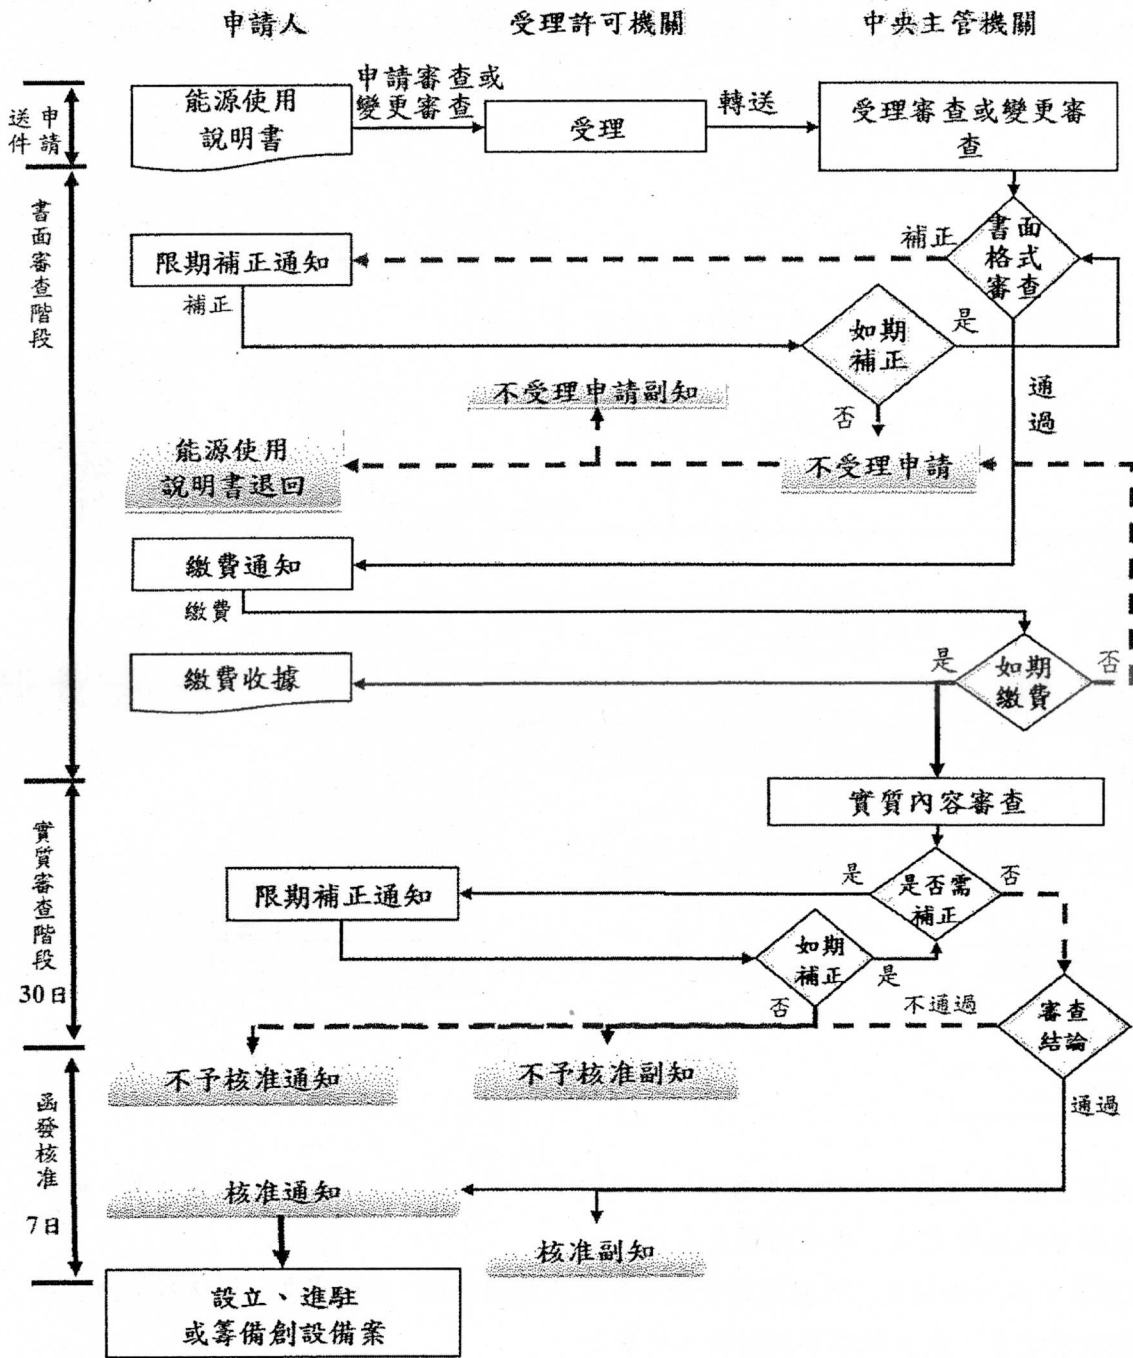 申請人
受理許可機關
中央主管機關
申請
送件
能源使用
說明書
申請審查或
變更審查
受理
轉送
受理審查或變更審
查
書面審查階段
書面
格式
審查
補正
限期補正通知
補正
如期
補正
是
否
通過
不受理申請副知
能源使用
說明書退回
不受理申請
繳費通知
繳費
繳費收據
是
如期
繳費
否
實質內容審查
實質審查階段
30日
限期補正通知
是
是否需
補正
否
如期
補正
是
否
不通過
審查
結論
不予核准通知
不予核准副知
通過
函發核准
7日
核准通知
核准副知
設立、進駐
或籌備創設備案